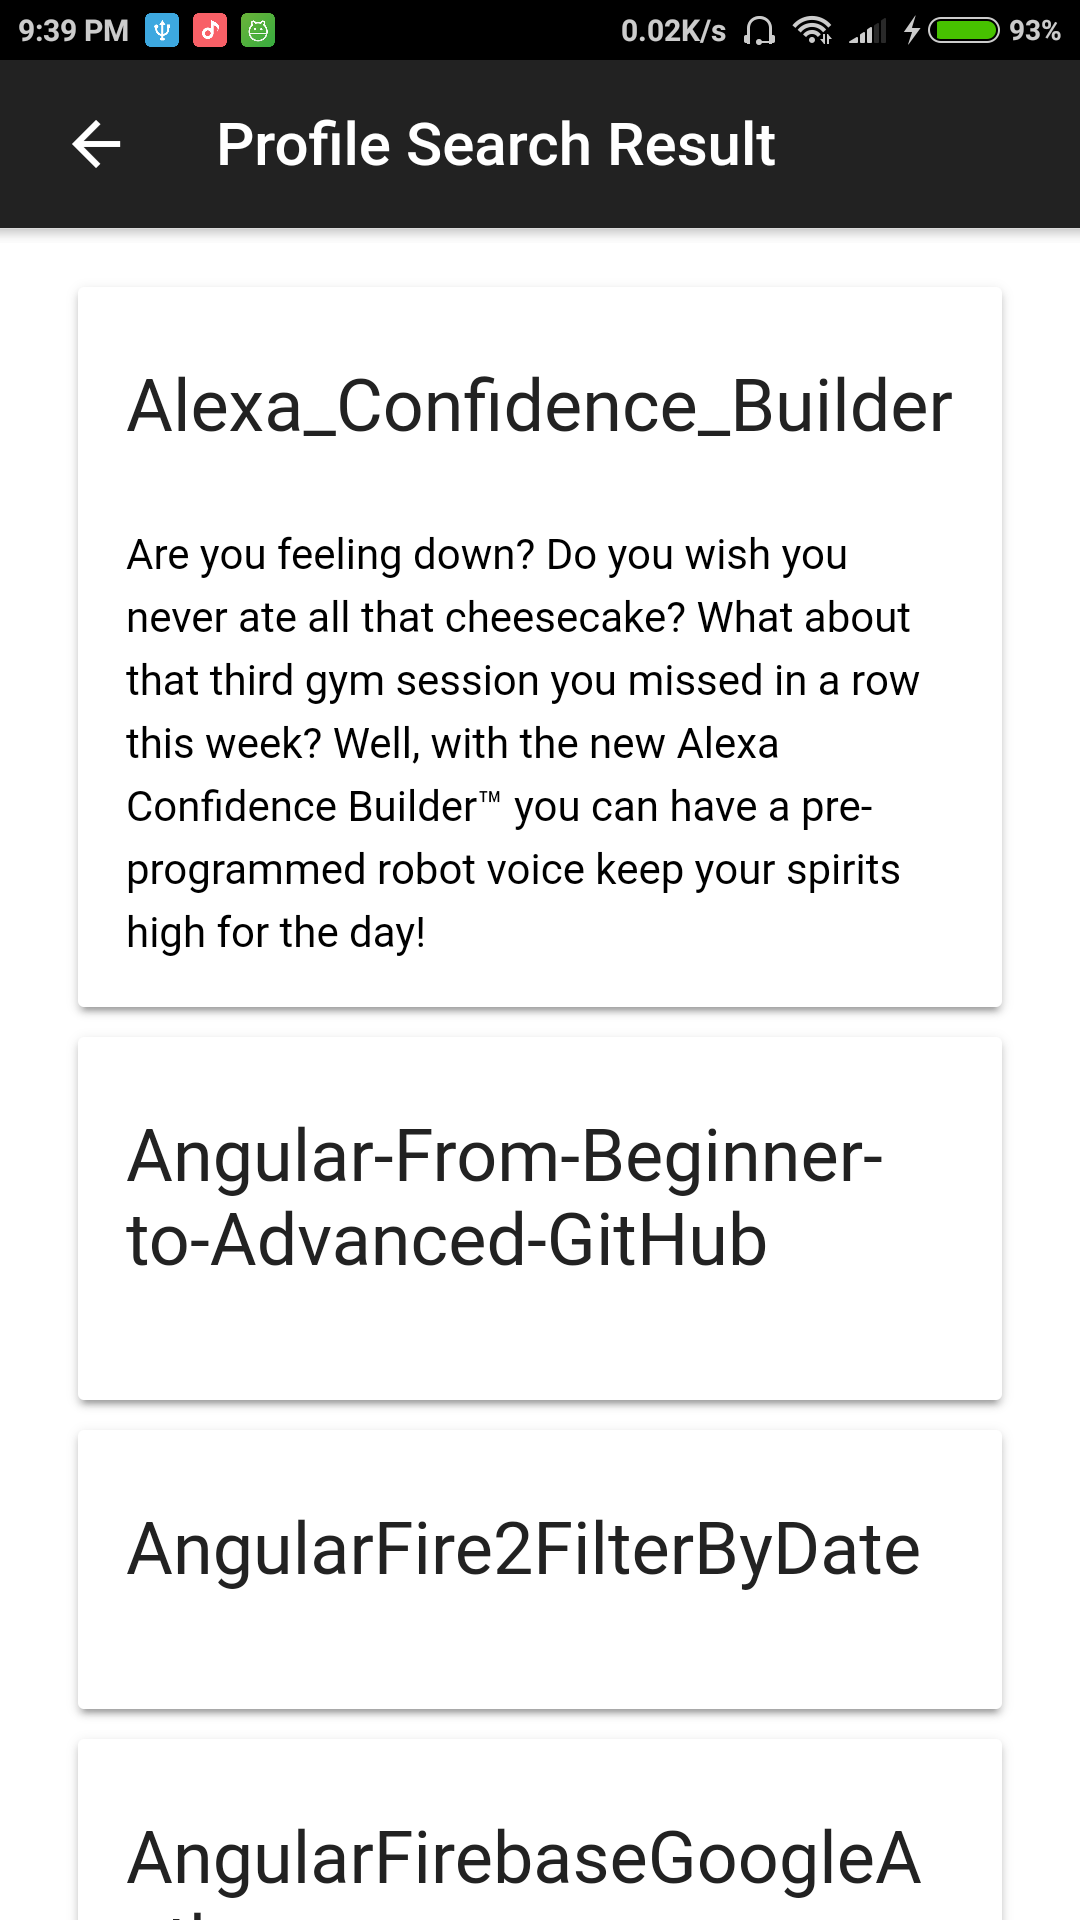 9:39 PM 0.02K/s 93%
Profile Search Result
Alexa_Confidence_Builder
Are you feeling down? Do you wish you
never ate all that cheesecake? What about
that third gym session you missed in a row
this week? Well, with the new Alexa
Confidence Builder™ you can have a pre-
programmed robot voice keep your spirits
high for the day!
Angular-From-Beginner-
to-Advanced-GitHub
AngularFire2FilterByDate
AngularFirebaseGoogleA